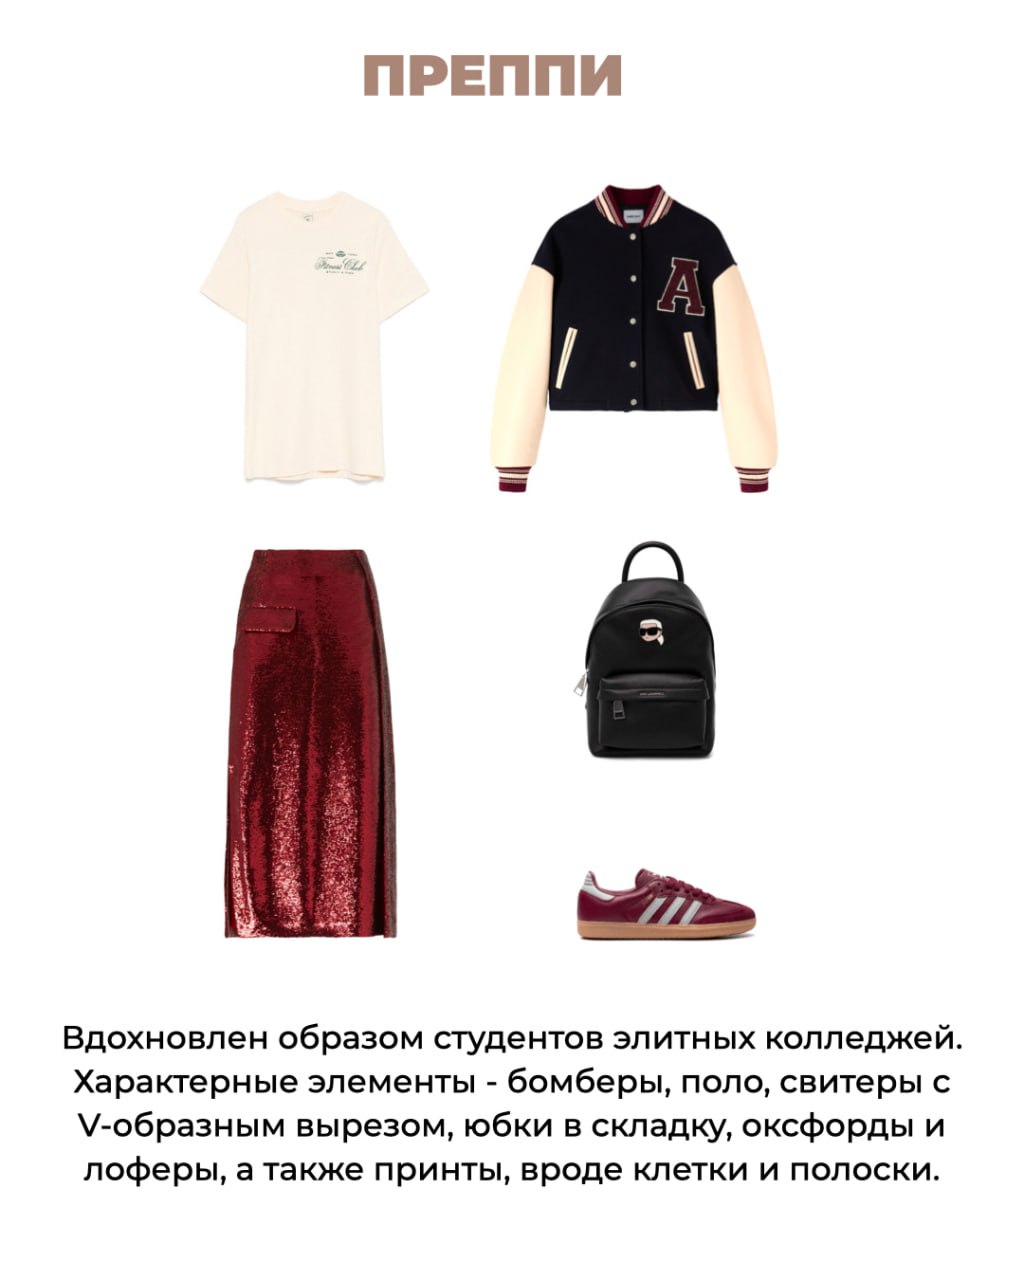 ПРЕППИ
Fitness Club
A
Вдохновлен образом студентов элитных колледжей.
Характерные элементы - бомберы, поло, свитеры с
V-образным вырезом, юбки в складку, оксфорды и
лоферы, а также принты, вроде клетки и полоски.